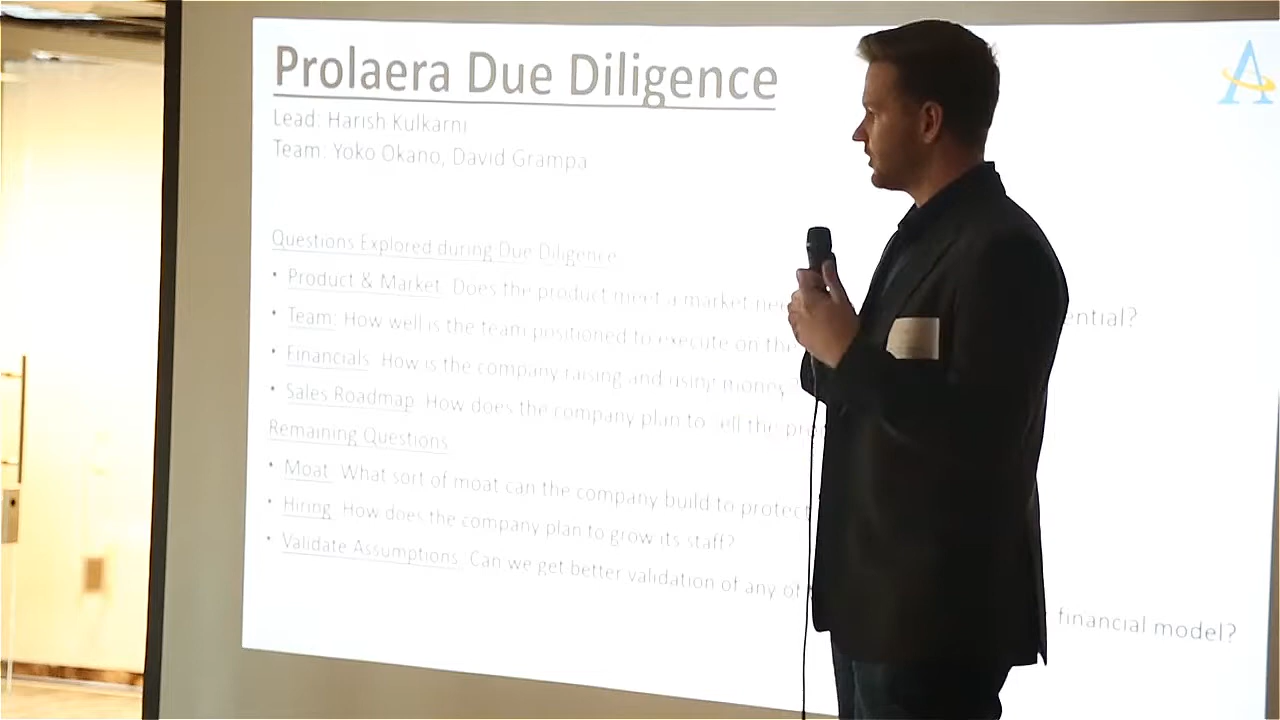 Prolaera Due Diligence
Lead: Harish Kulkarni
Team: Yoko Okano, David Grampa
Questions Explored during Due Diligence
• Product & Market: Does the product meet a market ential?
• Team: How well is the team positioned to execute on
• Financials: How is the company raising and using money
• Sales Roadmap: How does the company plan to sell the
Remaining Questions
• Moat: What sort of moat can the company build to protect
• Hiring: How does the company plan to grow its staff?
• Validate Assumptions: Can we get better validation of any of financial model?